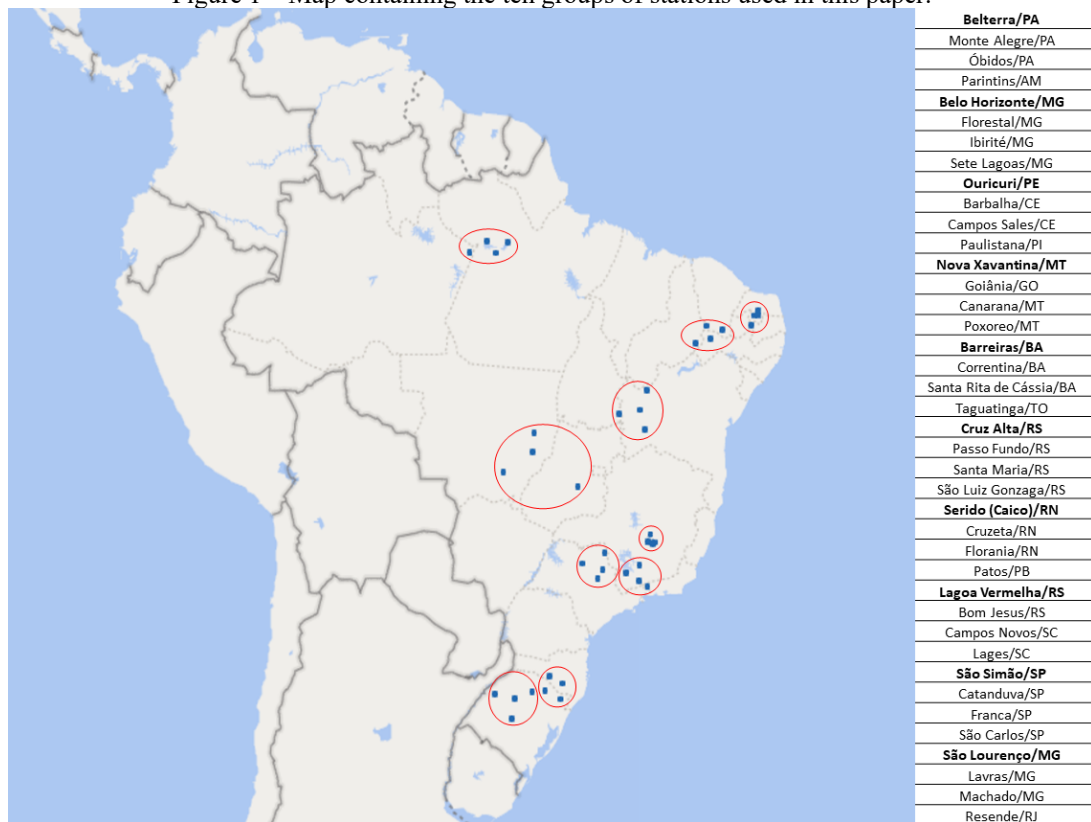 Figure 1 – Map containing the ten groups of stations used in this paper.
Belterra/PA
Monte Alegre/PA
Óbidos/PA
Parintins/AM
Belo Horizonte/MG
Florestal/MG
Ibirité/MG
Sete Lagoas/MG
Ouricuri/PE
Barbalha/CE
Campos Sales/CE
Paulistana/PI
Nova Xavantina/MT
Goiânia/GO
Canarana/MT
Poxoreo/MT
Barreiras/BA
Correntina/BA
Santa Rita de Cássia/BA
Taguatinga/TO
Cruz Alta/RS
Passo Fundo/RS
Santa Maria/RS
São Luiz Gonzaga/RS
Serido (Caico)/RN
Cruzeta/RN
Florania/RN
Patos/PB
Lagoa Vermelha/RS
Bom Jesus/RS
Campos Novos/SC
Lages/SC
São Simão/SP
Catanduva/SP
Franca/SP
São Carlos/SP
São Lourenço/MG
Lavras/MG
Machado/MG
Resende/RJ